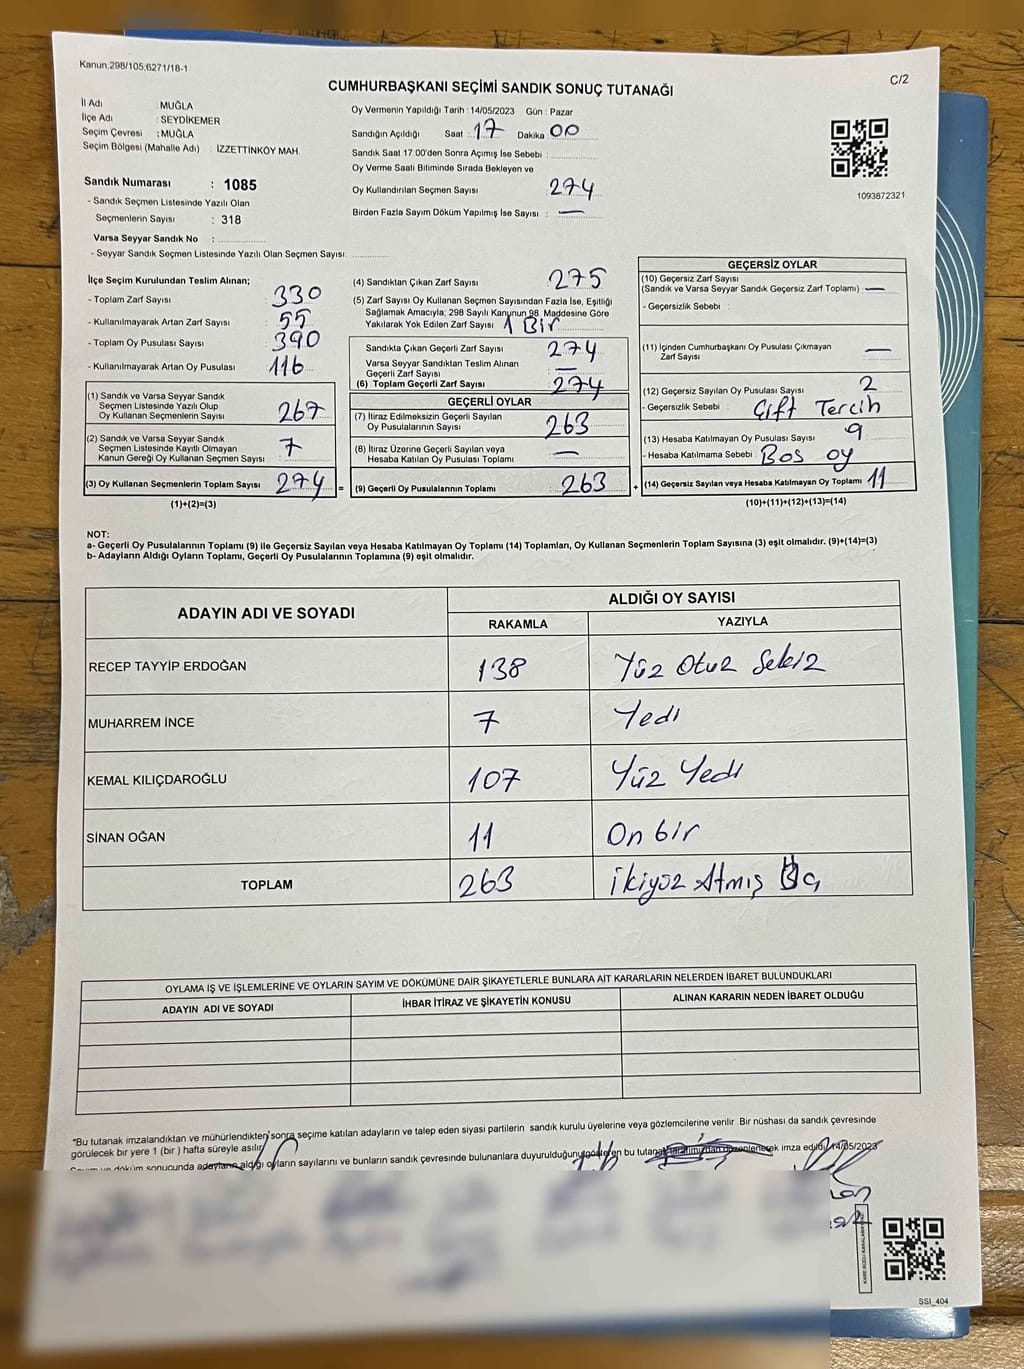 Kanun.298/105,6271/18-1
C/2
CUMHURBAŞKANI SEÇİMİ SANDIK SONUÇ TUTANAĞI
İl Adı : MUĞLA
İlçe Adı : SEYDİKEMER
Seçim Çevresi : MUĞLA
Seçim Bölgesi (Mahalle Adı) : İZZETTİNKÖY MAH.
Sandık Numarası : 1085
- Sandık Seçmen Listesinde Yazılı Olan
Seçmenlerin Sayısı : 318
Varsa Seyyar Sandık No :
- Seyyar Sandık Seçmen Listesinde Yazılı Olan Seçmen Sayısı:
Oy Vermenin Yapıldığı Tarih : 14/05/2023 Gün : Pazar
Sandığın Açıldığı Saat : 17 Dakika 00
Sandık Saat 17.00'den Sonra Açımış İse Sebebi :
Oy Verme Saati Bitiminde Sırada Bekleyen ve
Oy Kullandırılan Seçmen Sayısı 274
Birden Fazla Sayım Döküm Yapılmış İse Sayısı : —
1093872321
İlçe Seçim Kurulundan Teslim Alınan;
- Toplam Zarf Sayısı : 330
- Kullanılmayarak Artan Zarf Sayısı : 55
- Toplam Oy Pusulası Sayısı : 390
- Kullanılmayarak Artan Oy Pusulası : 116
(1) Sandık ve Varsa Seyyar Sandık
Seçmen Listesinde Yazılı Olup
Oy Kullanan Seçmenlerin Sayısı : 267
(2) Sandık ve Varsa Seyyar Sandık
Seçmen Listesinde Kayıtlı Olmayan
Kanun Gereği Oy Kullanan Seçmen Sayısı : 7
(3) Oy Kullanan Seçmenlerin Toplam Sayısı : 274 =
(1)+(2)=(3)
(4) Sandıktan Çıkan Zarf Sayısı : 275
(5) Zarf Sayısı Oy Kullanan Seçmen Sayısından Fazla İse, Eşitliği
Sağlamak Amacıyla; 298 Sayılı Kanunun 98. Maddesine Göre
Yakılarak Yok Edilen Zarf Sayısı : 1 Bir
Sandıkla Çıkan Geçerli Zarf Sayısı : 274
Varsa Seyyar Sandıktan Teslim Alınan
Geçerli Zarf Sayısı : —
(6) Toplam Geçerli Zarf Sayısı : 274
GEÇERLİ OYLAR
(7) İtiraz Edilmeksizin Geçerli Sayılan
Oy Pusulalarının Sayısı : 263
(8) İtiraz Üzerine Geçerli Sayılan veya
Hesaba Katılan Oy Pusulası Toplamı : —
(9) Geçerli Oy Pusulalarının Toplamı : 263 +
GEÇERSİZ OYLAR
(10) Geçersiz Zarf Sayısı
(Sandık ve Varsa Seyyar Sandık Geçersiz Zarf Toplamı) : —
- Geçersizlik Sebebi :
(11) İçinden Cumhurbaşkanı Oy Pusulası Çıkmayan
Zarf Sayısı : —
(12) Geçersiz Sayılan Oy Pusulası Sayısı : 2
- Geçersizlik Sebebi : Çift Tercih
(13) Hesaba Katılmayan Oy Pusulası Sayısı : 9
- Hesaba Katılmama Sebebi : Bos oy
(14) Geçersiz Sayılan veya Hesaba Katılmayan Oy Toplamı : 11
(10)+(11)+(12)+(13)=(14)
NOT:
a- Geçerli Oy Pusulalarının Toplamı (9) ile Geçersiz Sayılan veya Hesaba Katılmayan Oy Toplamı (14) Toplamları, Oy Kullanan Seçmenlerin Toplam Sayısına (3) eşit olmalıdır. (9)+(14)=(3)
b- Adayların Aldığı Oyların Toplamı, Geçerli Oy Pusulalarının Toplamına (9) eşit olmalıdır.
ADAYIN ADI VE SOYADI ALDIĞI OY SAYISI
RAKAMLA YAZIYLA
RECEP TAYYİP ERDOĞAN 138 Yüz Otuz Sekiz
MUHARREM İNCE 7 Yedi
KEMAL KILIÇDAROĞLU 107 Yüz Yedi
SİNAN OĞAN 11 On bir
TOPLAM 263 İkiyüz Atmış Üç
OYLAMA İŞ VE İŞLEMLERİNE VE OYLARIN SAYIM VE DÖKÜMÜNE DAİR ŞİKAYETLERLE BUNLARA AİT KARARLARIN NELERDEN İBARET BULUNDUKLARI
ADAYIN ADI VE SOYADI İHBAR İTİRAZ VE ŞİKAYETİN KONUSU ALINAN KARARIN NEDEN İBARET OLDUĞU
*Bu tutanak imzalandıktan ve mühürlendikten sonra seçime katılan adayların ve talep eden siyasi partilerin sandık kurulu üyelerine veya gözlemcilerine verilir. Bir nüshası da sandık çevresinde
görülecek bir yere 1 (bir) hafta süreyle asılır.
döküm sonucunda adayların aldığı oyların sayılarını ve bunların sandık çevresinde bulunanlara duyurulduğunu gösteren bu tutanak imza edildi. 14/05/2023
SSI_404